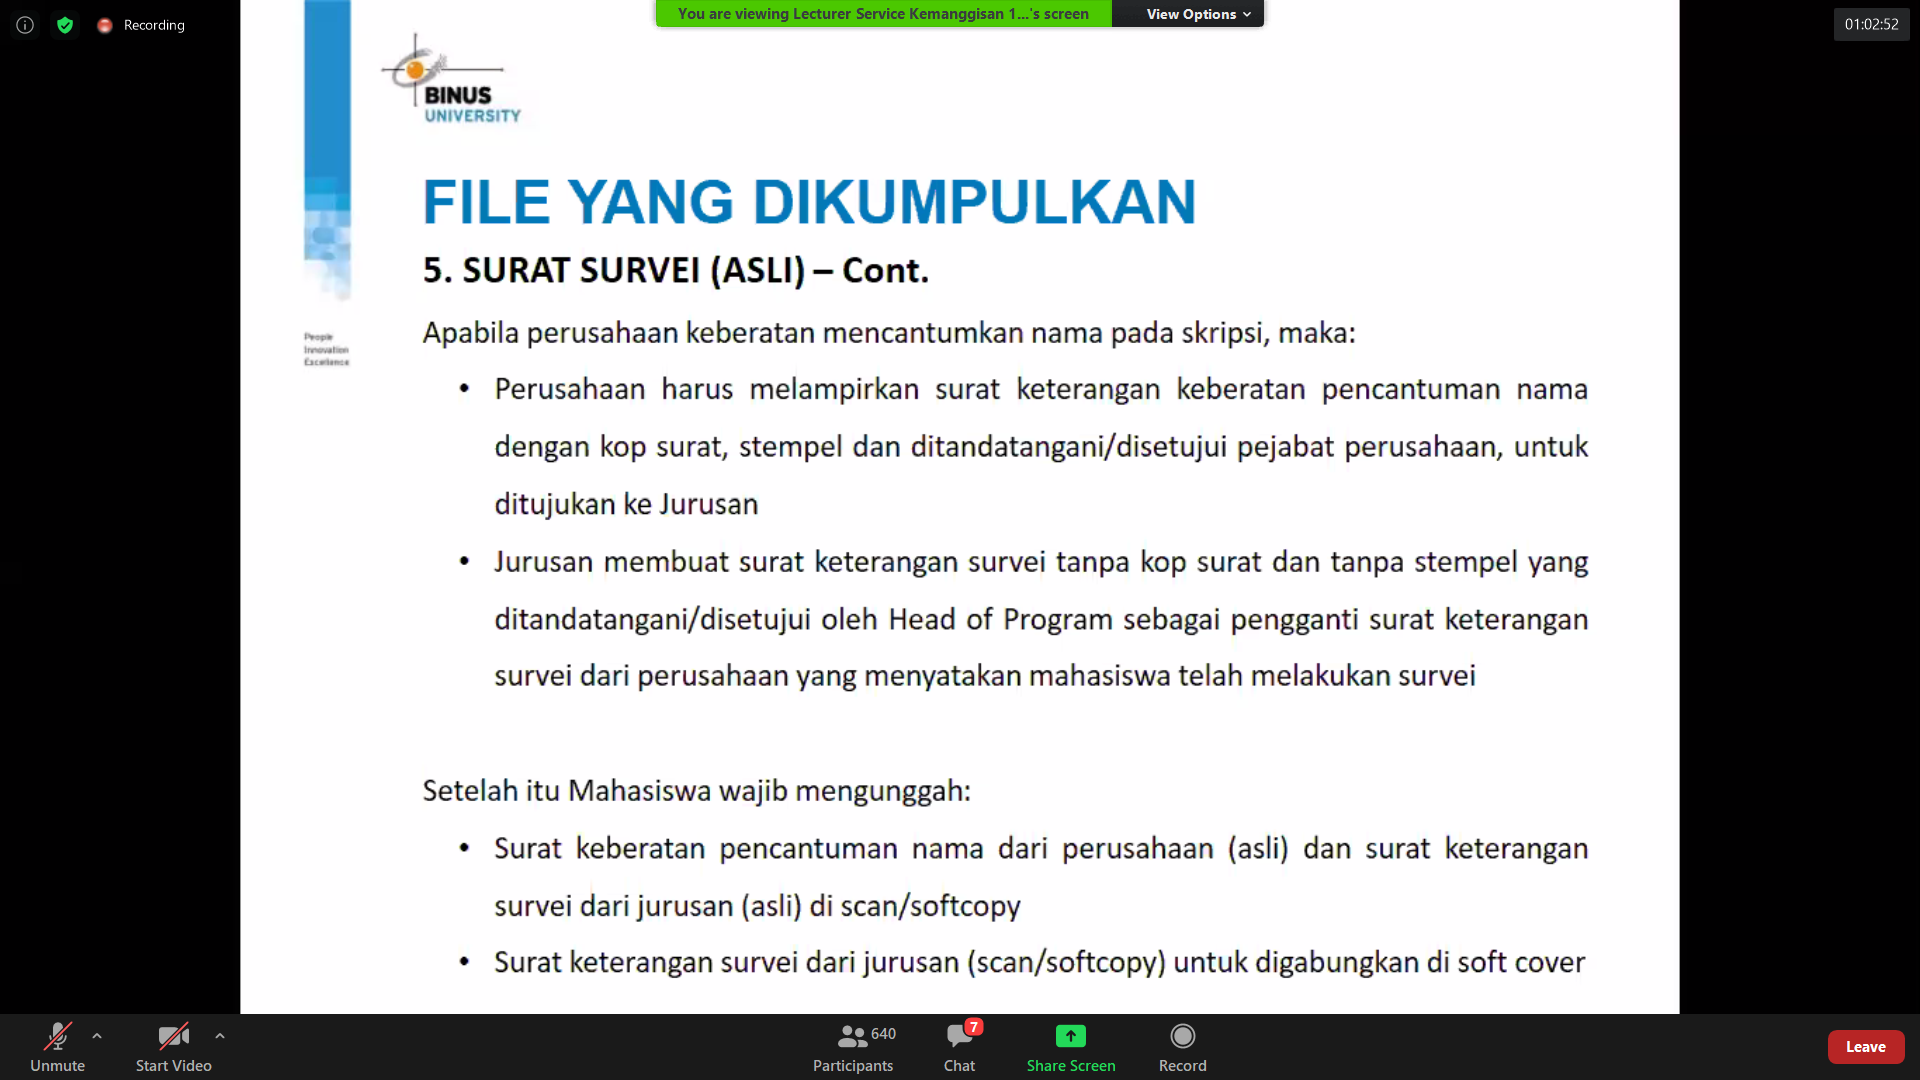 Recording
You are viewing Lecturer Service Kemanggisan 1...'s screen
View Options
01:02:52
BINUS
UNIVERSITY
FILE YANG DIKUMPULKAN
5. SURAT SURVEI (ASLI) – Cont.
People
Innovation
Excellence
Apabila perusahaan keberatan mencantumkan nama pada skripsi, maka:
• Perusahaan harus melampirkan surat keterangan keberatan pencantuman nama
dengan kop surat, stempel dan ditandatangani/disetujui pejabat perusahaan, untuk
ditujukan ke Jurusan
• Jurusan membuat surat keterangan survei tanpa kop surat dan tanpa stempel yang
ditandatangani/disetujui oleh Head of Program sebagai pengganti surat keterangan
survei dari perusahaan yang menyatakan mahasiswa telah melakukan survei
Setelah itu Mahasiswa wajib mengunggah:
• Surat keberatan pencantuman nama dari perusahaan (asli) dan surat keterangan
survei dari jurusan (asli) di scan/softcopy
• Surat keterangan survei dari jurusan (scan/softcopy) untuk digabungkan di soft cover
Unmute
Start Video
640
Participants
7
Chat
Share Screen
Record
Leave